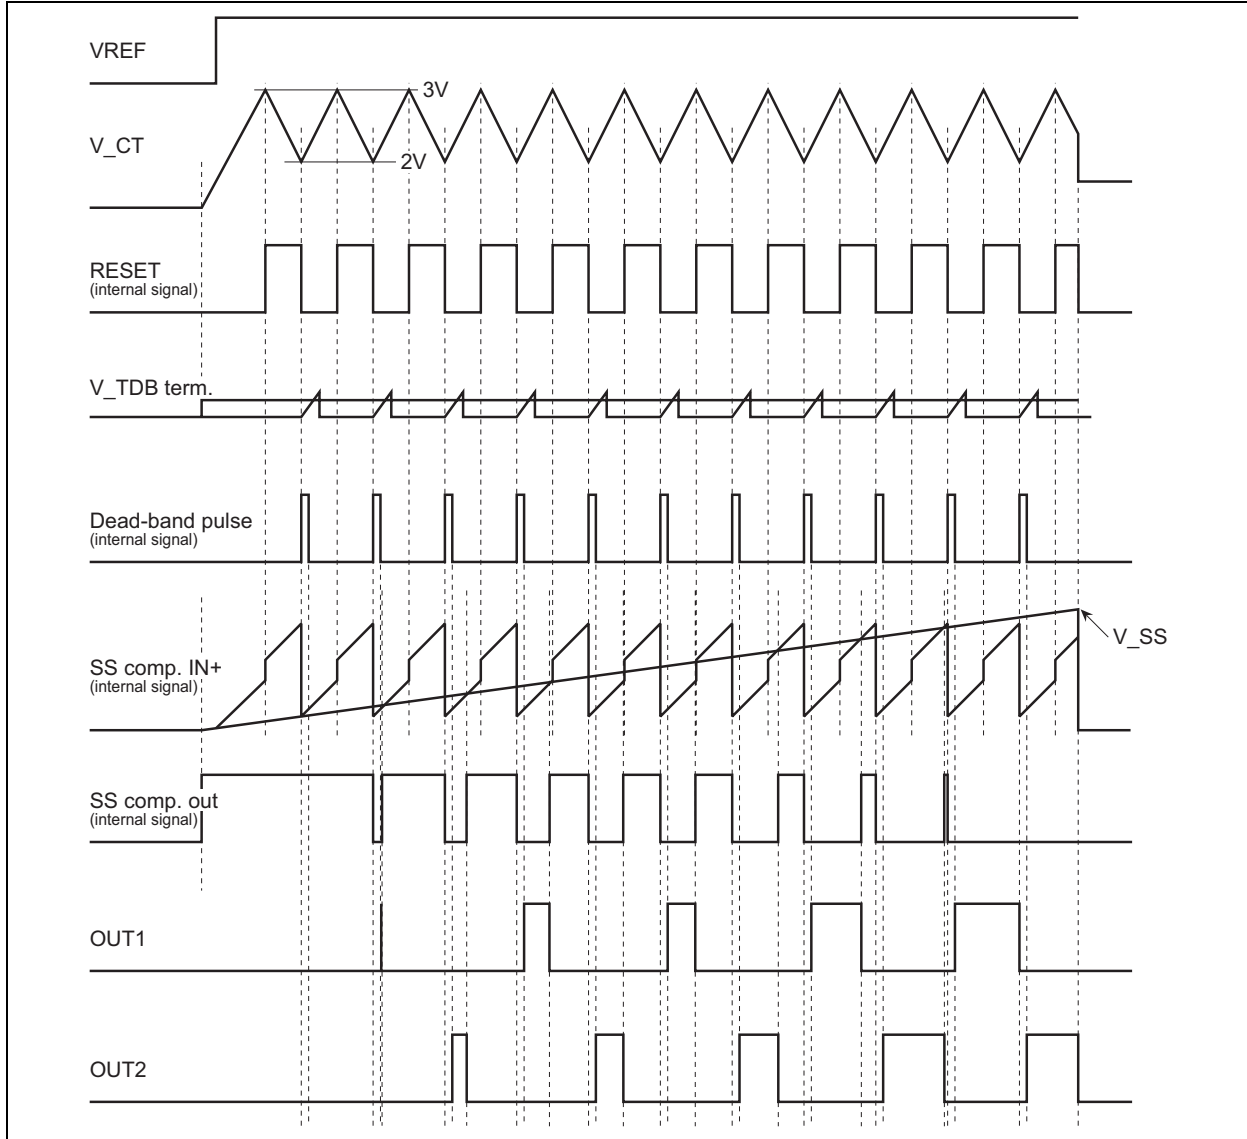 VREF
3V
V_CT
2V
RESET
(internal signal)
V_TDB term.
Dead-band pulse
(internal signal)
V_SS
SS comp. IN+
(internal signal)
SS comp. out
(internal signal)
OUT1
OUT2